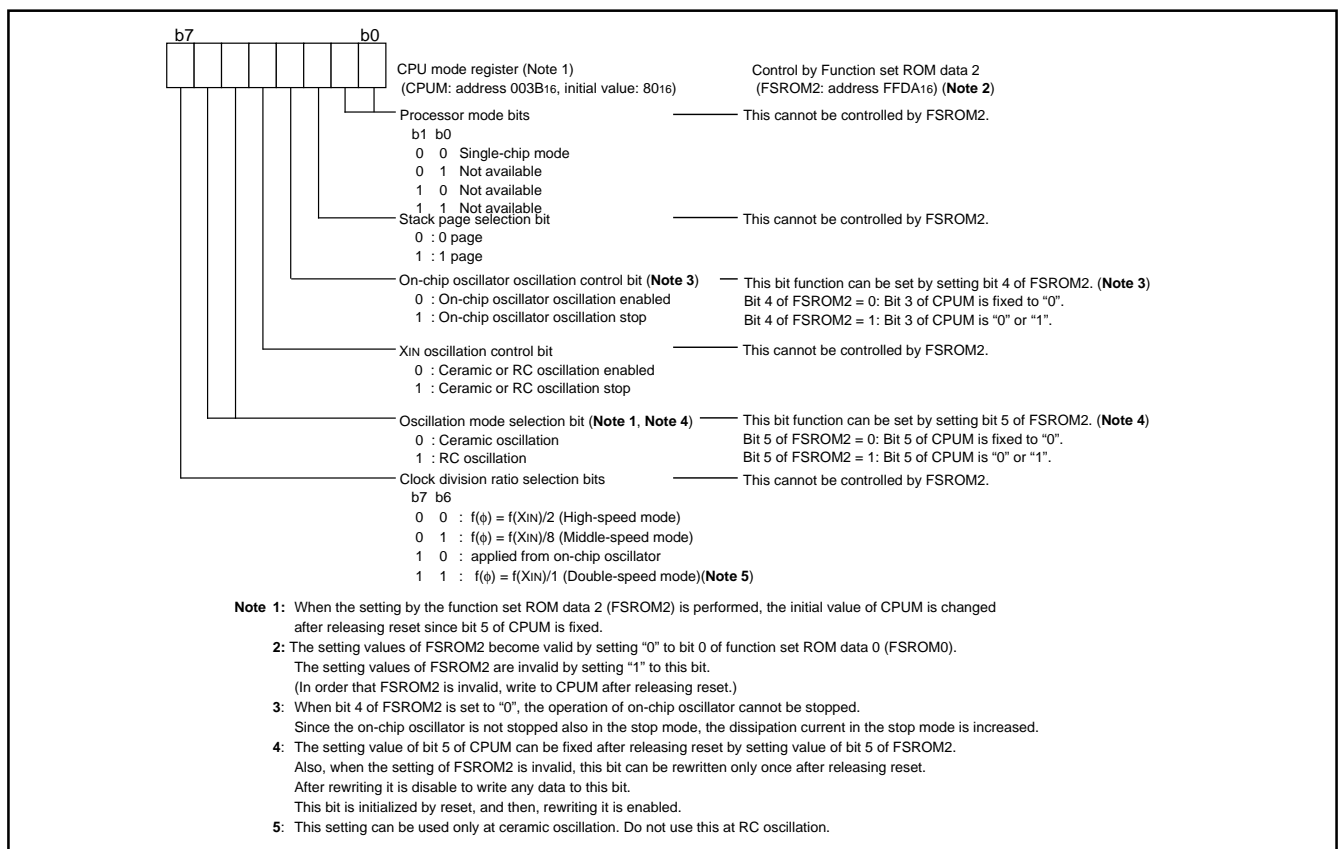 b7 b0
CPU mode register (Note 1) Control by Function set ROM data 2
(CPUM: address 003B16, initial value: 8016) (FSROM2: address FFDA16) (Note 2)
Processor mode bits This cannot be controlled by FSROM2.
b1 b0
0 0 Single-chip mode
0 1 Not available
1 0 Not available
1 1 Not available
Stack page selection bit This cannot be controlled by FSROM2.
0 : 0 page
1 : 1 page
On-chip oscillator oscillation control bit (Note 3) This bit function can be set by setting bit 4 of FSROM2. (Note 3)
0 : On-chip oscillator oscillation enabled Bit 4 of FSROM2 = 0: Bit 3 of CPUM is fixed to “0”.
1 : On-chip oscillator oscillation stop Bit 4 of FSROM2 = 1: Bit 3 of CPUM is “0” or “1”.
XIN oscillation control bit This cannot be controlled by FSROM2.
0 : Ceramic or RC oscillation enabled
1 : Ceramic or RC oscillation stop
Oscillation mode selection bit (Note 1, Note 4) This bit function can be set by setting bit 5 of FSROM2. (Note 4)
0 : Ceramic oscillation Bit 5 of FSROM2 = 0: Bit 5 of CPUM is fixed to “0”.
1 : RC oscillation Bit 5 of FSROM2 = 1: Bit 5 of CPUM is “0” or “1”.
Clock division ratio selection bits This cannot be controlled by FSROM2.
b7 b6
0 0 : f(φ) = f(XIN)/2 (High-speed mode)
0 1 : f(φ) = f(XIN)/8 (Middle-speed mode)
1 0 : applied from on-chip oscillator
1 1 : f(φ) = f(XIN)/1 (Double-speed mode)(Note 5)
Note 1: When the setting by the function set ROM data 2 (FSROM2) is performed, the initial value of CPUM is changed
after releasing reset since bit 5 of CPUM is fixed.
2: The setting values of FSROM2 become valid by setting “0” to bit 0 of function set ROM data 0 (FSROM0).
The setting values of FSROM2 are invalid by setting “1” to this bit.
(In order that FSROM2 is invalid, write to CPUM after releasing reset.)
3: When bit 4 of FSROM2 is set to “0”, the operation of on-chip oscillator cannot be stopped.
Since the on-chip oscillator is not stopped also in the stop mode, the dissipation current in the stop mode is increased.
4: The setting value of bit 5 of CPUM can be fixed after releasing reset by setting value of bit 5 of FSROM2.
Also, when the setting of FSROM2 is invalid, this bit can be rewritten only once after releasing reset.
After rewriting it is disable to write any data to this bit.
This bit is initialized by reset, and then, rewriting it is enabled.
5: This setting can be used only at ceramic oscillation. Do not use this at RC oscillation.